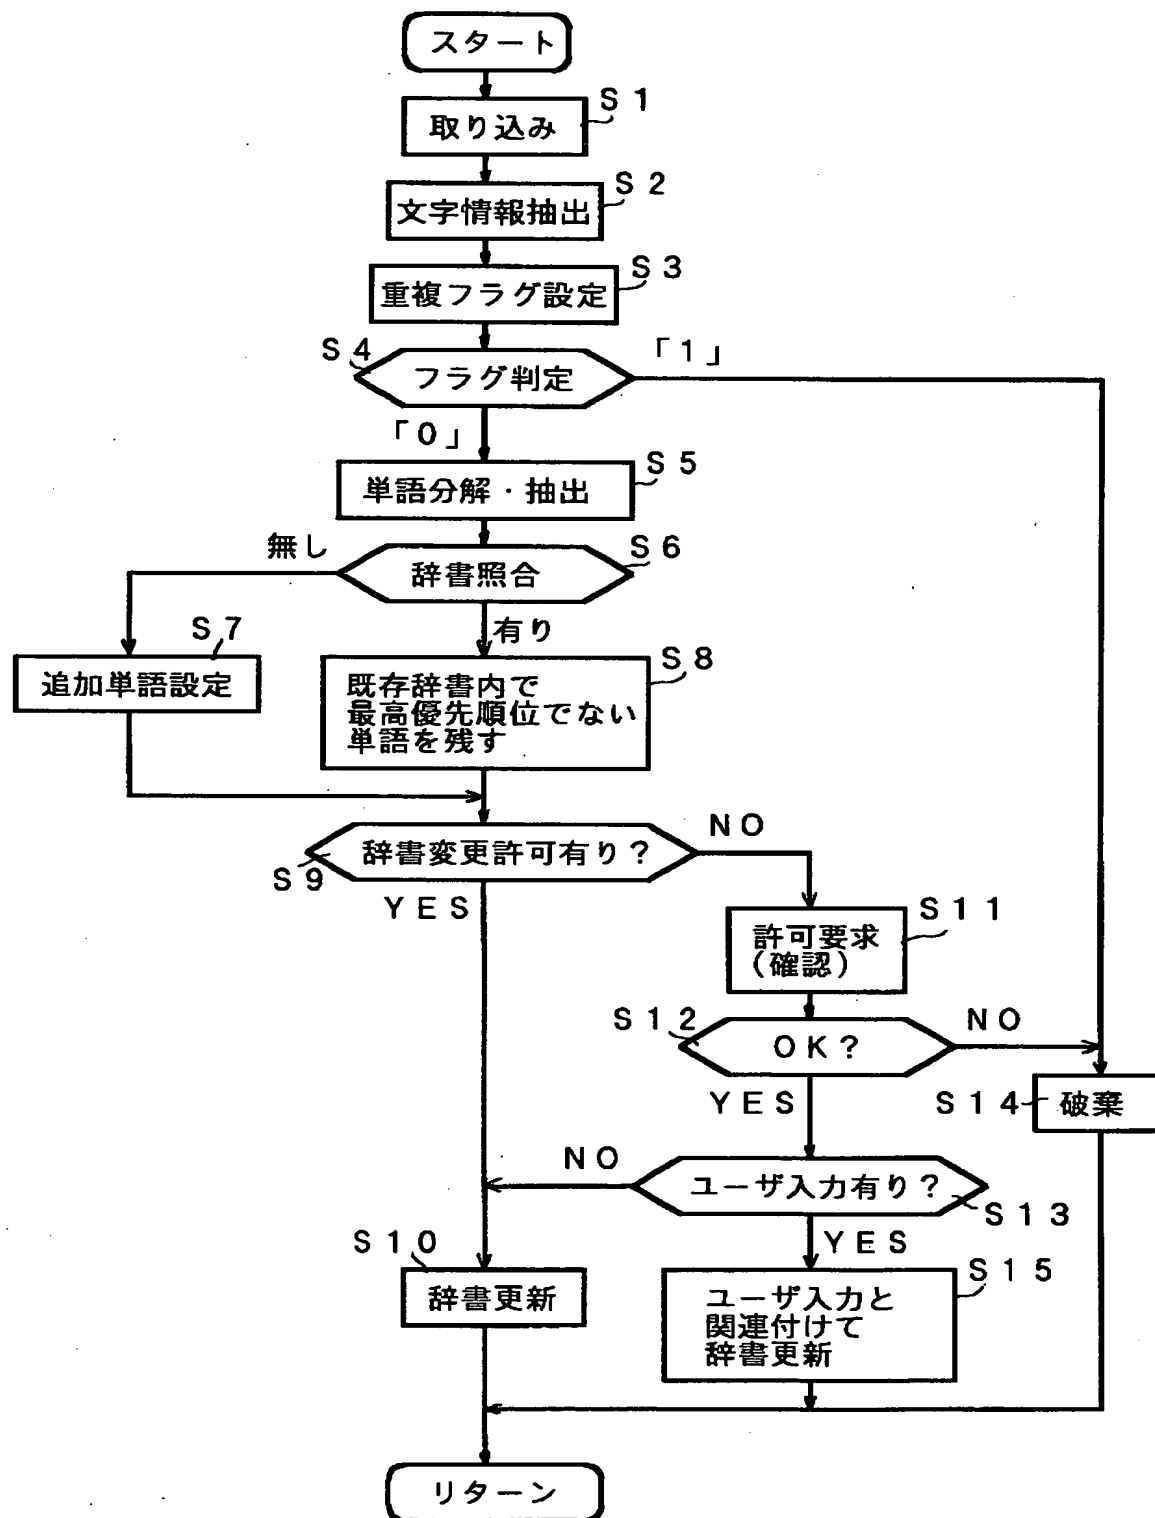 スタート
S1
取り込み
S2
文字情報抽出
S3
重複フラグ設定
S4
フラグ判定
「1」
「0」
S5
単語分解・抽出
S6
辞書照合
無し
有り
S7
追加単語設定
S8
既存辞書内で
最高優先順位でない
単語を残す
S9
辞書変更許可有り？
NO
YES
S11
許可要求
(確認)
S12
OK?
NO
YES
S14
破棄
ユーザ入力有り？
NO
S13
YES
S10
辞書更新
S15
ユーザ入力と
関連付けて
辞書更新
リターン